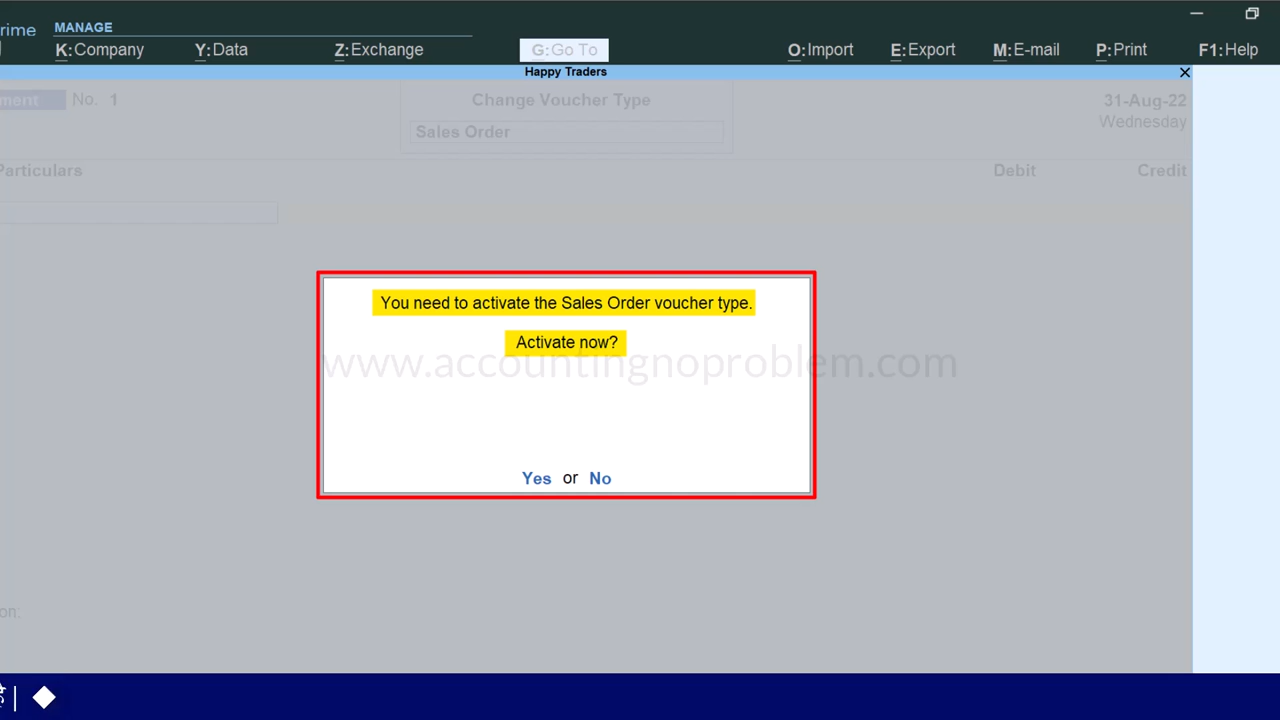 rime
MANAGE
K:Company Y:Data Z:Exchange G:Go To O:Import E:Export M:E-mail P:Print F1:Help
Happy Traders
ment No. 1 Change Voucher Type 31-Aug-22
Sales Order Wednesday
Particulars Debit Credit
You need to activate the Sales Order voucher type.
Activate now?
www.accountingnoproblem.com
Yes or No
on: